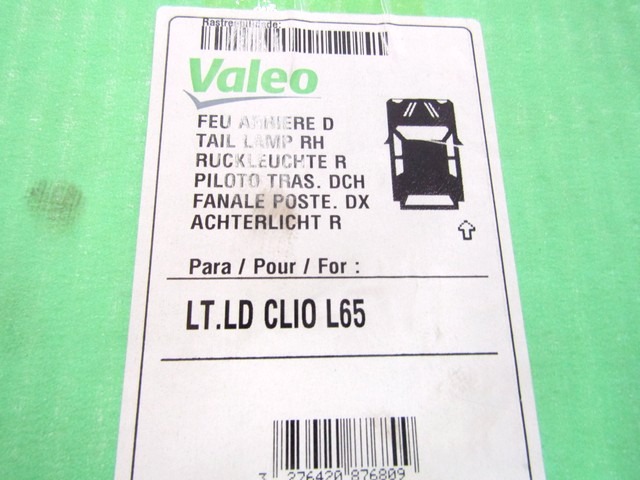 Rastreabilidade:
Valeo
FEU ARRIERE D
TAIL LAMP RH
RUCKLEUCHTE R
PILOTO TRAS. DCH
FANALE POSTE. DX
ACHTERLICHT R
Para / Pour / For :
LT.LD CLIO L65
3 276420 876809